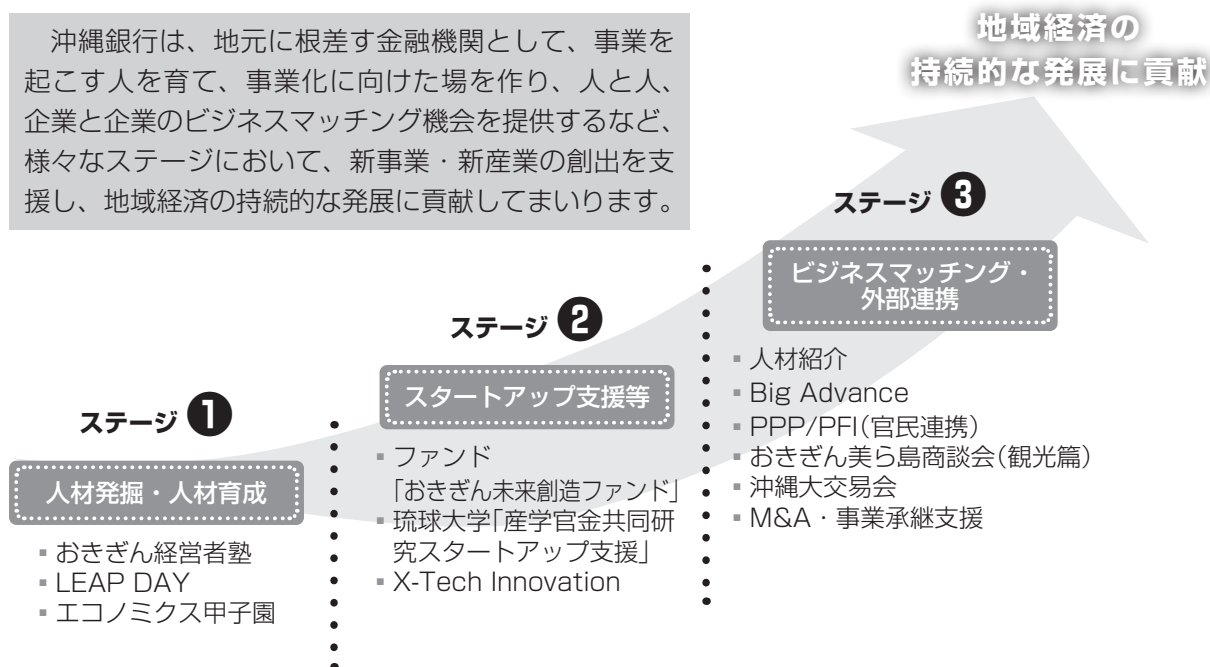 沖縄銀行は、地元に根差す金融機関として、事業を
起こす人を育て、事業化に向けた場を作り、人と人、
企業と企業のビジネスマッチング機会を提供するなど、
様々なステージにおいて、新事業・新産業の創出を支
援し、地域経済の持続的な発展に貢献してまいります。
地域経済の
持続的な発展に貢献
ステージ ❶
人材発掘・人材育成
▪ おきぎん経営者塾
▪ LEAP DAY
▪ エコノミクス甲子園
ステージ ❷
スタートアップ支援等
▪ ファンド
「おきぎん未来創造ファンド」
▪ 琉球大学「産学官金共同研
究スタートアップ支援」
▪ X-Tech Innovation
ステージ ❸
ビジネスマッチング・
外部連携
▪ 人材紹介
▪ Big Advance
▪ PPP/PFI(官民連携)
▪ おきぎん美ら島商談会(観光篇)
▪ 沖縄大交易会
▪ M&A・事業承継支援